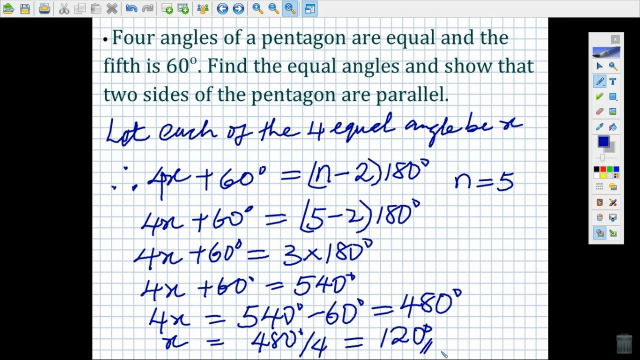 • Four angles of a pentagon are equal and the
fifth is 60°. Find the equal angles and show that
two sides of the pentagon are parallel.
Let each of the 4 equal angle be x
∴ 4x + 60° = (n - 2) 180° n = 5
4x + 60° = (5 - 2) 180°
4x + 60° = 3 × 180°
4x + 60° = 540°
4x = 540° - 60° = 480°
x = 480°/4 = 120°//